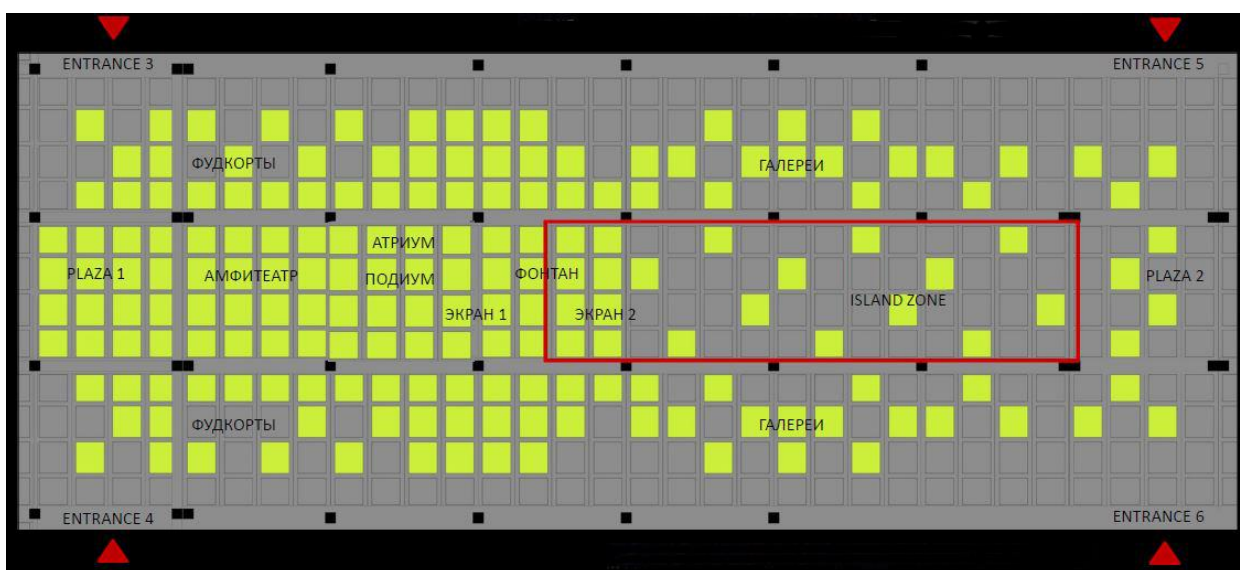 ENTRANCE 3
ENTRANCE 5
ФУДКОРТЫ
ГАЛЕРЕИ
АТРИУМ
PLAZA 1
АМФИТЕАТР
ПОДИУМ
ФОНТАН
PLAZA 2
ЭКРАН 1
ЭКРАН 2
ISLAND ZONE
ФУДКОРТЫ
ГАЛЕРЕИ
ENTRANCE 4
ENTRANCE 6